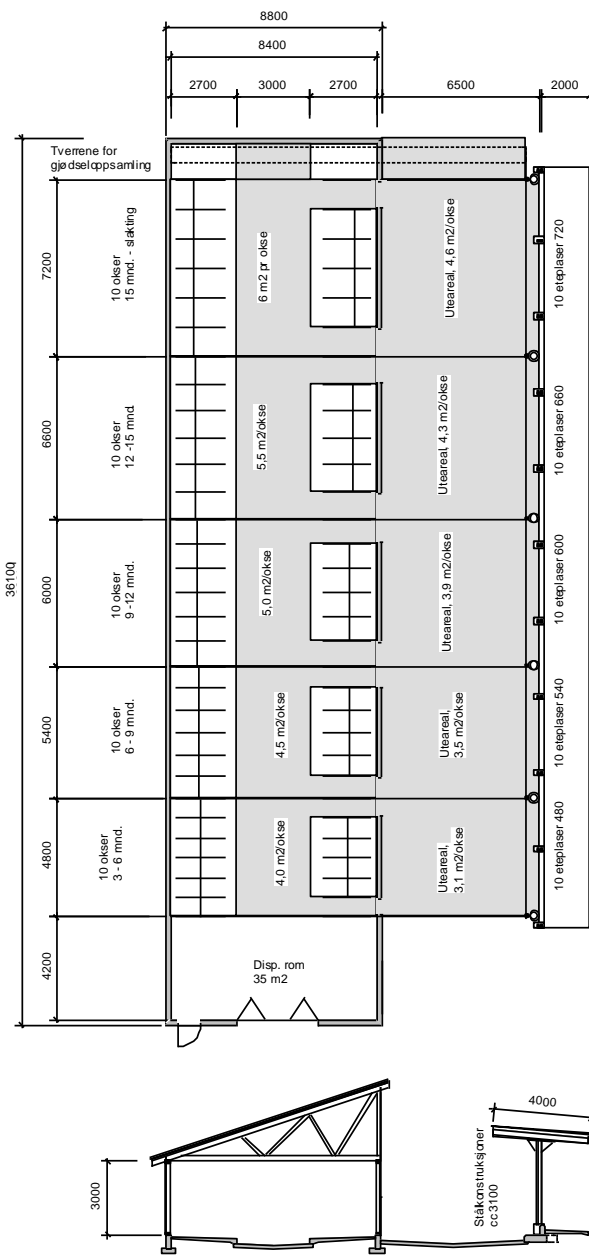 8800
8400
2700 3000 2700 6500 2000
Tverrene for
gjødseloppsamling
36100
7200
10 okser
15 mnd. - slakting
6 m2 pr okse
Uteareal, 4,6 m2/okse
10 eteplaser 720
6600
10 okser
12 -15 mnd.
5,5 m2/okse
Uteareal, 4,3 m2/okse
10 eteplaser 660
6000
10 okser
9 -12 mnd.
5,0 m2/okse
Uteareal, 3,9 m2/okse
10 eteplaser 600
5400
10 okser
6 - 9 mnd.
4,5 m2/okse
Uteareal,
3,5 m2/okse
10 eteplaser 540
4800
10 okser
3 - 6 mnd.
4,0 m2/okse
Uteareal,
3,1 m2/okse
10 eteplaser 480
4200
Disp. rom
35 m2
3000
4000
Stålkonstruksjoner
cc3100